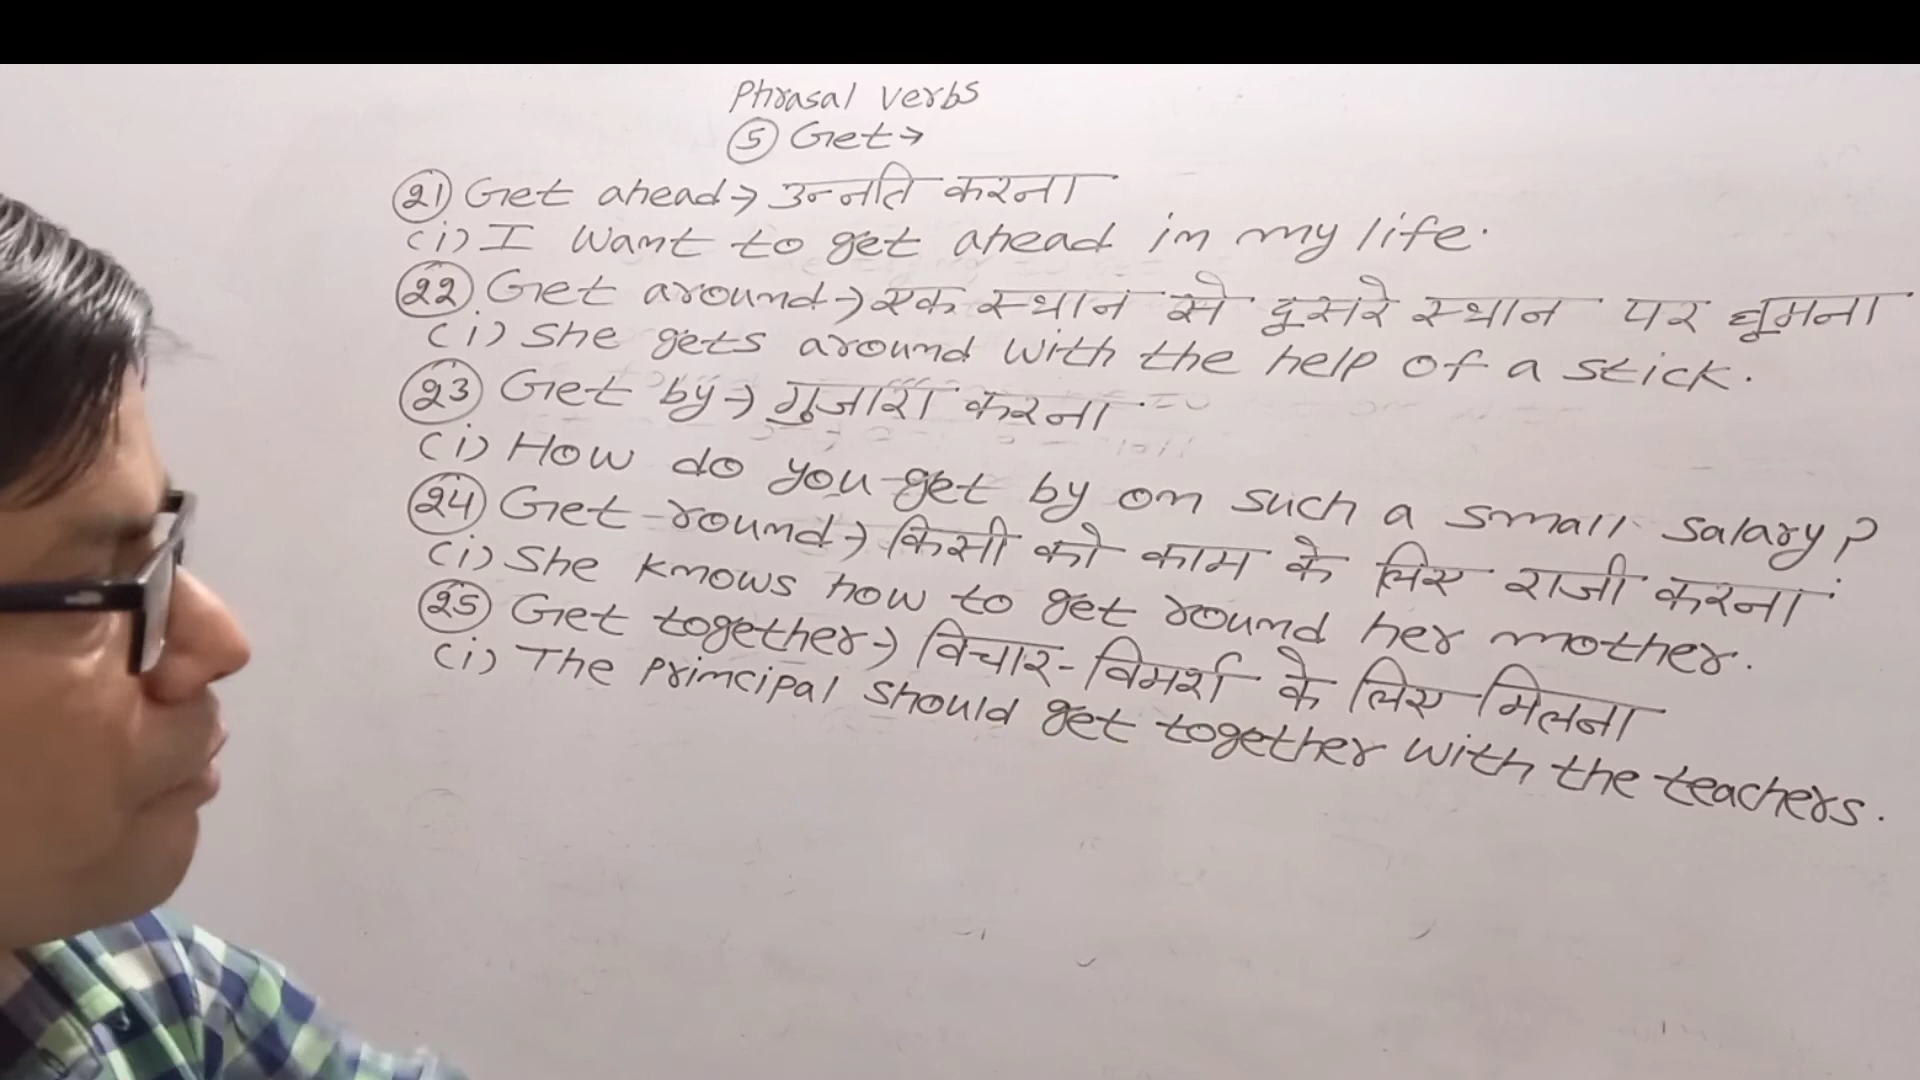 Phrasal Verbs
⑤ Get→
㉑ Get ahead→ उन्नति करना
(i) I want to get ahead in my life.
㉒ Get around→ एक स्थान से दूसरे स्थान पर घूमना
(i) She gets around with the help of a stick.
㉓ Get by→ गुजारा करना
(i) How do you get by on such a small salary?
㉔ Get round→ किसी को काम के लिए राजी करना
(i) She knows how to get round her mother.
㉕ Get together→ विचार-विमर्श के लिए मिलना
(i) The Principal should get together with the teachers.